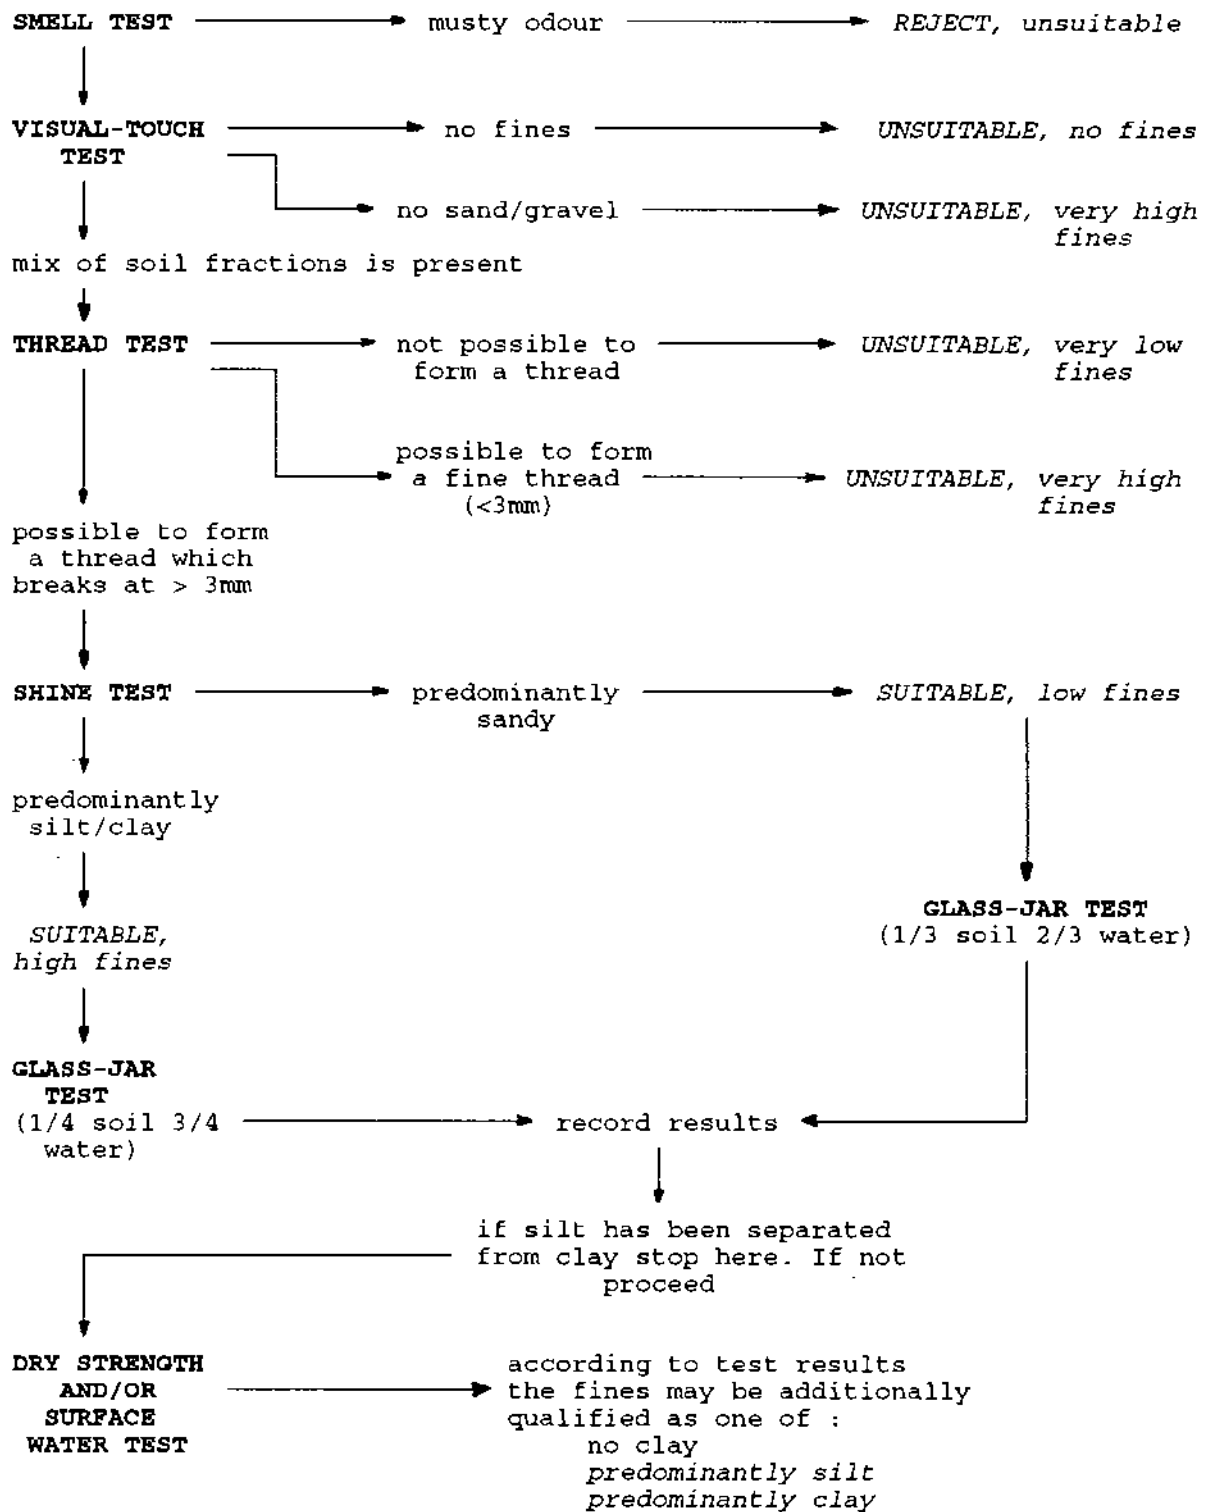 SMELL TEST musty odour REJECT, unsuitable
VISUAL-TOUCH no fines UNSUITABLE, no fines
TEST
no sand/gravel UNSUITABLE, very high
fines
mix of soil fractions is present
THREAD TEST not possible to UNSUITABLE, very low
form a thread fines
possible to form
a fine thread UNSUITABLE, very high
(<3mm) fines
possible to form
a thread which
breaks at > 3mm
SHINE TEST predominantly SUITABLE, low fines
sandy
predominantly
silt/clay
GLASS-JAR TEST
(1/3 soil 2/3 water)
SUITABLE,
high fines
GLASS-JAR
TEST
(1/4 soil 3/4 record results
water)
if silt has been separated
from clay stop here. If not
proceed
DRY STRENGTH according to test results
AND/OR the fines may be additionally
SURFACE qualified as one of :
WATER TEST no clay
predominantly silt
predominantly clay